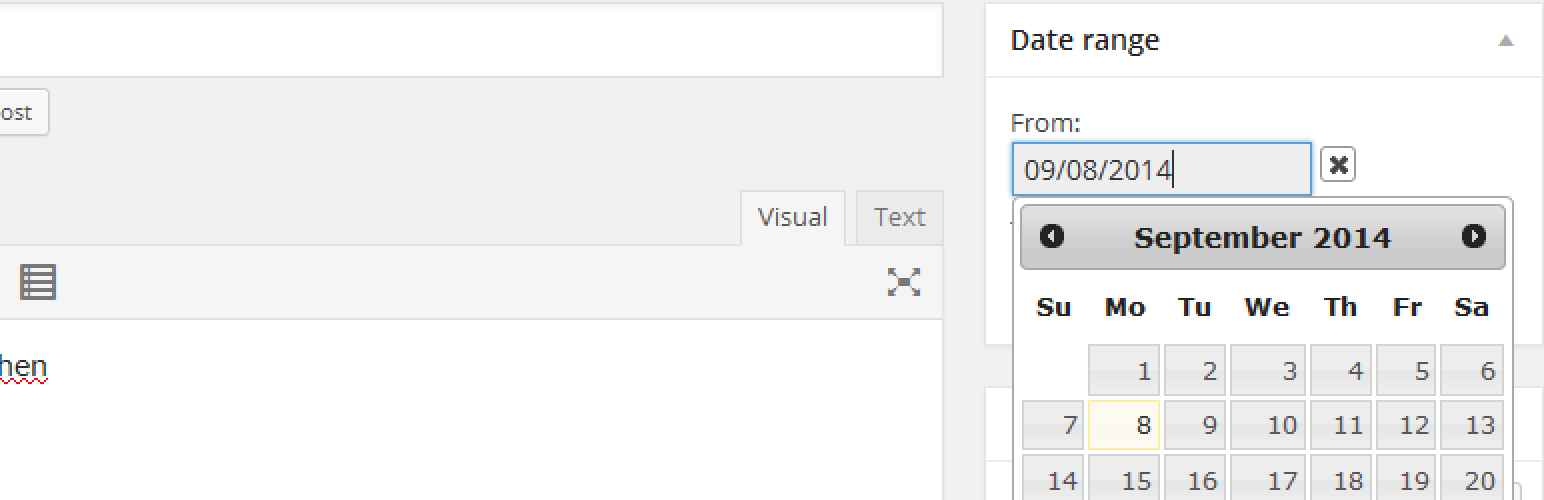 Date range
ost
From:
09/08/2014
Visual Text
September 2014
Su Mo Tu We Th Fr Sa
1 2 3 4 5 6
hen
7 8 9 10 11 12 13
14 15 16 17 18 19 20